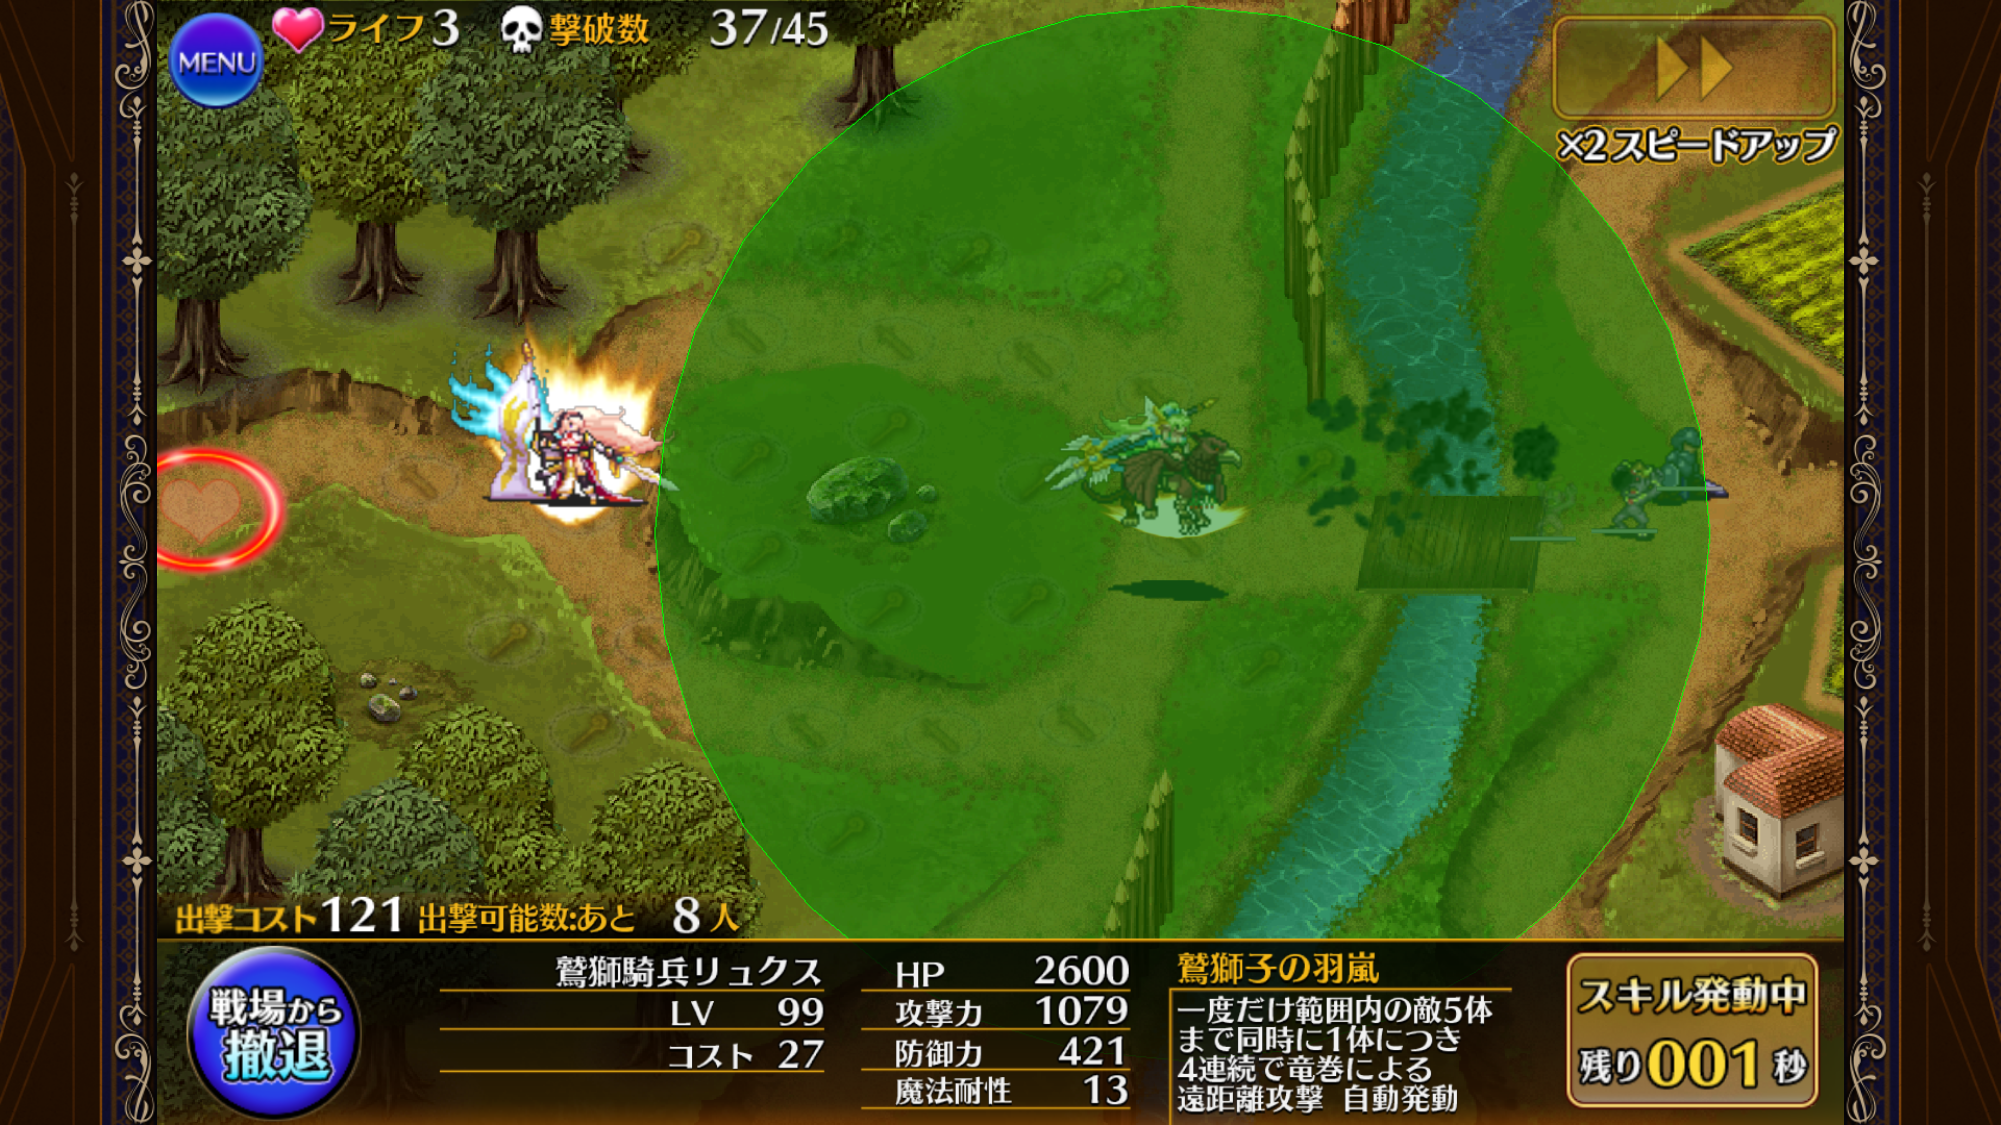 MENU
ライフ3
撃破数 37/45
×2スピードアップ
出撃コスト121 出撃可能数:あと 8人
戦場から
撤退
鷲獅騎兵リュクス
LV 99
コスト 27
HP 2600
攻撃力 1079
防御力 421
魔法耐性 13
鷲獅子の羽嵐
一度だけ範囲内の敵5体
まで同時に1体につき
4連続で竜巻による
遠距離攻撃 自動発動
スキル発動中
残り001秒